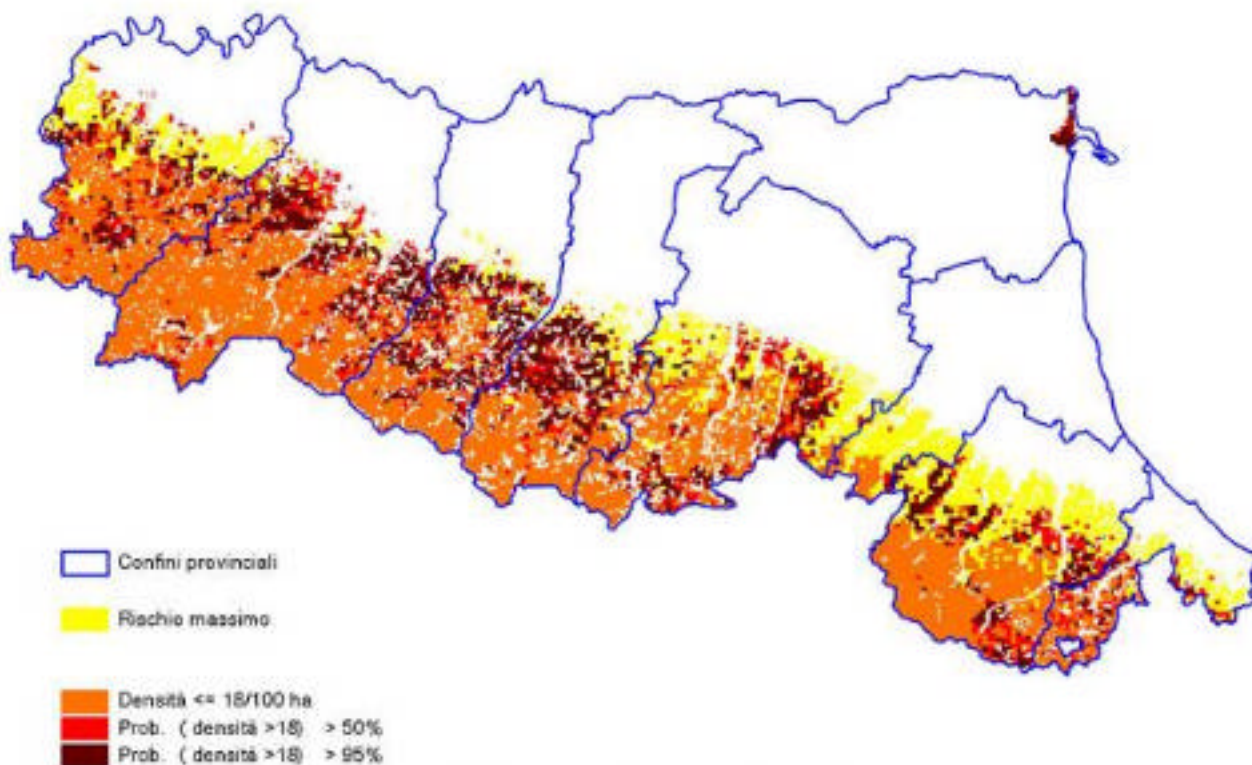 Confini provinciali
Rischio massimo
Densità <= 18/100 ha
Prob. ( densità >18) > 50%
Prob. ( densità >18) > 95%